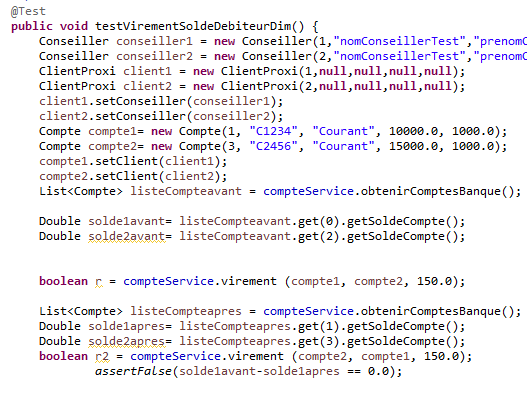 @Test
public void testVirementSoldeDebiteurDim() {
Conseiller conseiller1 = new Conseiller(1,"nomConseillerTest","prenomC
Conseiller conseiller2 = new Conseiller(2,"nomConseillerTest","prenomC
ClientProxi client1 = new ClientProxi(1,null,null,null);
ClientProxi client2 = new ClientProxi(2,null,null,null);
client1.setConseiller(conseiller1);
client2.setConseiller(conseiller2);
Compte compte1= new Compte(1, "C1234", "Courant", 10000.0, 1000.0);
Compte compte2= new Compte(3, "C2456", "Courant", 15000.0, 1000.0);
compte1.setClient(client1);
compte2.setClient(client2);
List<Compte> listeCompteavant = compteService.obtenirComptesBanque();
Double solde1avant= listeCompteavant.get(0).getSoldeCompte();
Double solde2avant= listeCompteavant.get(2).getSoldeCompte();
boolean r = compteService.virement (compte1, compte2, 150.0);
List<Compte> listeCompteapres = compteService.obtenirComptesBanque();
Double solde1apres= listeCompteapres.get(1).getSoldeCompte();
Double solde2apres= listeCompteapres.get(3).getSoldeCompte();
boolean r2 = compteService.virement (compte2, compte1, 150.0);
assertFalse(solde1avant-solde1apres == 0.0);